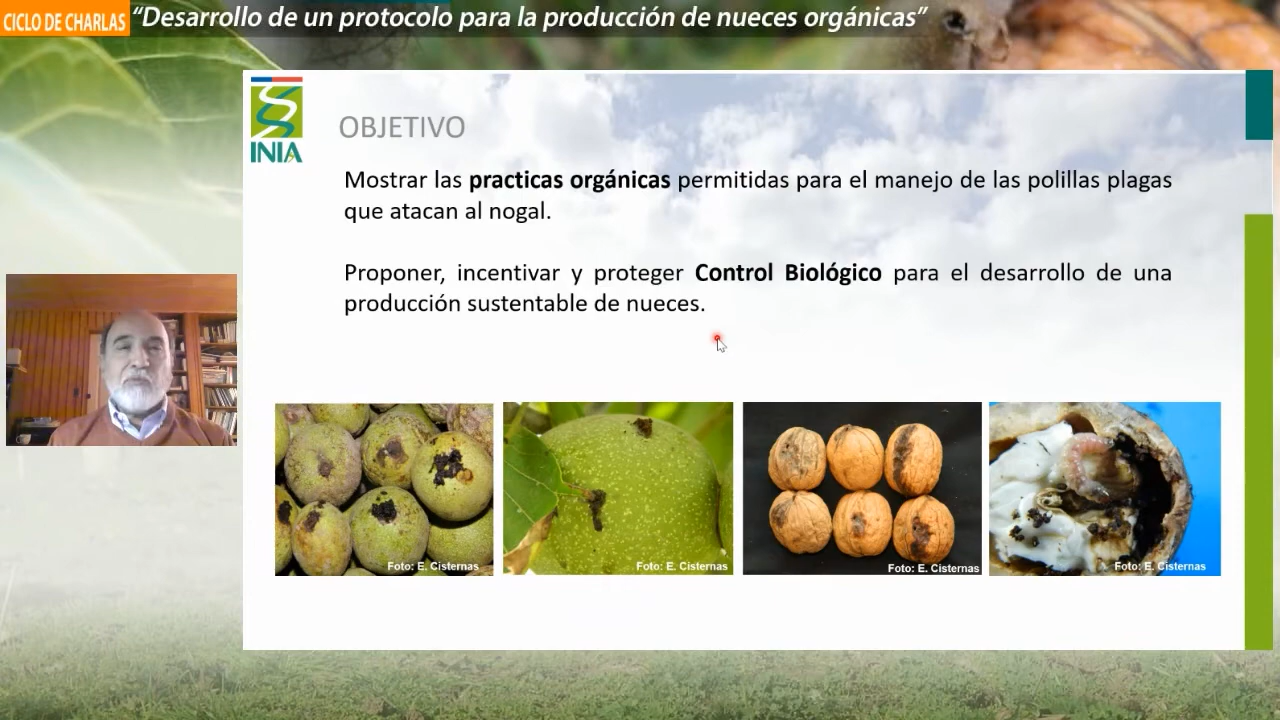 CICLO DE CHARLAS “Desarrollo de un protocolo para la producción de nueces orgánicas”
INIA
OBJETIVO
Mostrar las practicas orgánicas permitidas para el manejo de las polillas plagas
que atacan al nogal.
Proponer, incentivar y proteger Control Biológico para el desarrollo de una
producción sustentable de nueces.
Foto: E. Cisternas
Foto: E. Cisternas
Foto: E. Cisternas
Foto: E. Cisternas